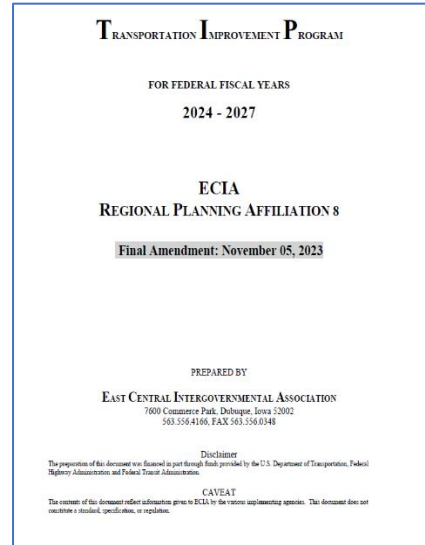 TRANSPORTATION IMPROVEMENT PROGRAM
FOR FEDERAL FISCAL YEARS
2024 - 2027
ECIA
REGIONAL PLANNING AFFILIATION 8
Final Amendment: November 05, 2023
PREPARED BY
EAST CENTRAL INTERGOVERNMENTAL ASSOCIATION
7600 Commerce Park, Dubuque, Iowa 52002
563.556.4166, FAX 563.556.0348
Disclaimer
The preparation of this document was financed in part through funds provided by the U.S. Department of Transportation, Federal
Highway Administration and Federal Transit Administration.
CAVEAT
The contents of this document reflect information given to ECIA by the various implementing agencies. This document does not
constitute a standard, specification, or regulation.